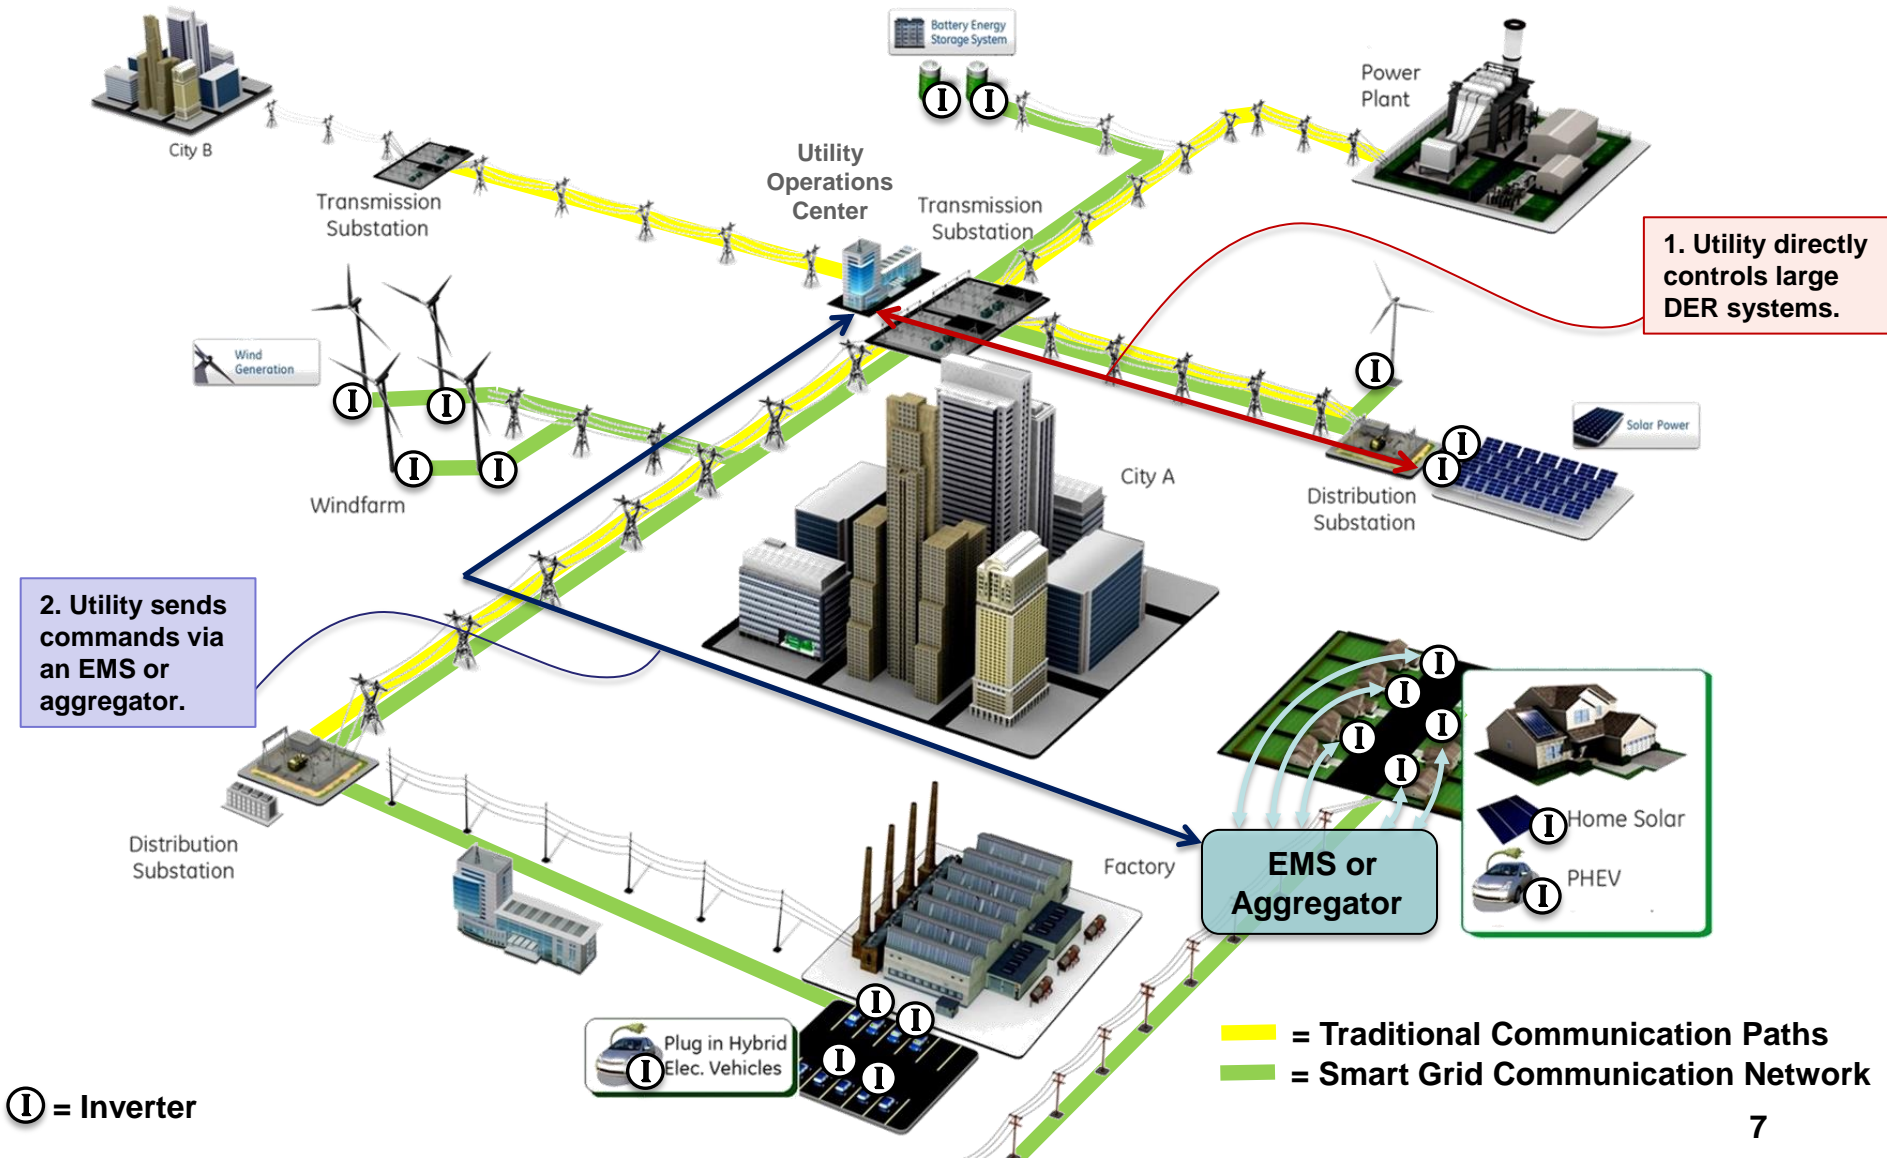 Battery Energy
Storage System
Power
Plant
City B
Utility
Operations
Center
Transmission
Substation
Transmission
Substation
1. Utility directly
controls large
DER systems.
Wind
Generation
I
I
I
I
I
I
I
Solar Power
I
I
Windfarm
City A
Distribution
Substation
2. Utility sends
commands via
an EMS or
aggregator.
I
I
I
I
I
Home Solar
I
PHEV
I
Distribution
Substation
Factory
EMS or
Aggregator
I
I
I
I
Plug in Hybrid
Elec. Vehicles
I
= Traditional Communication Paths
= Smart Grid Communication Network
I = Inverter
7